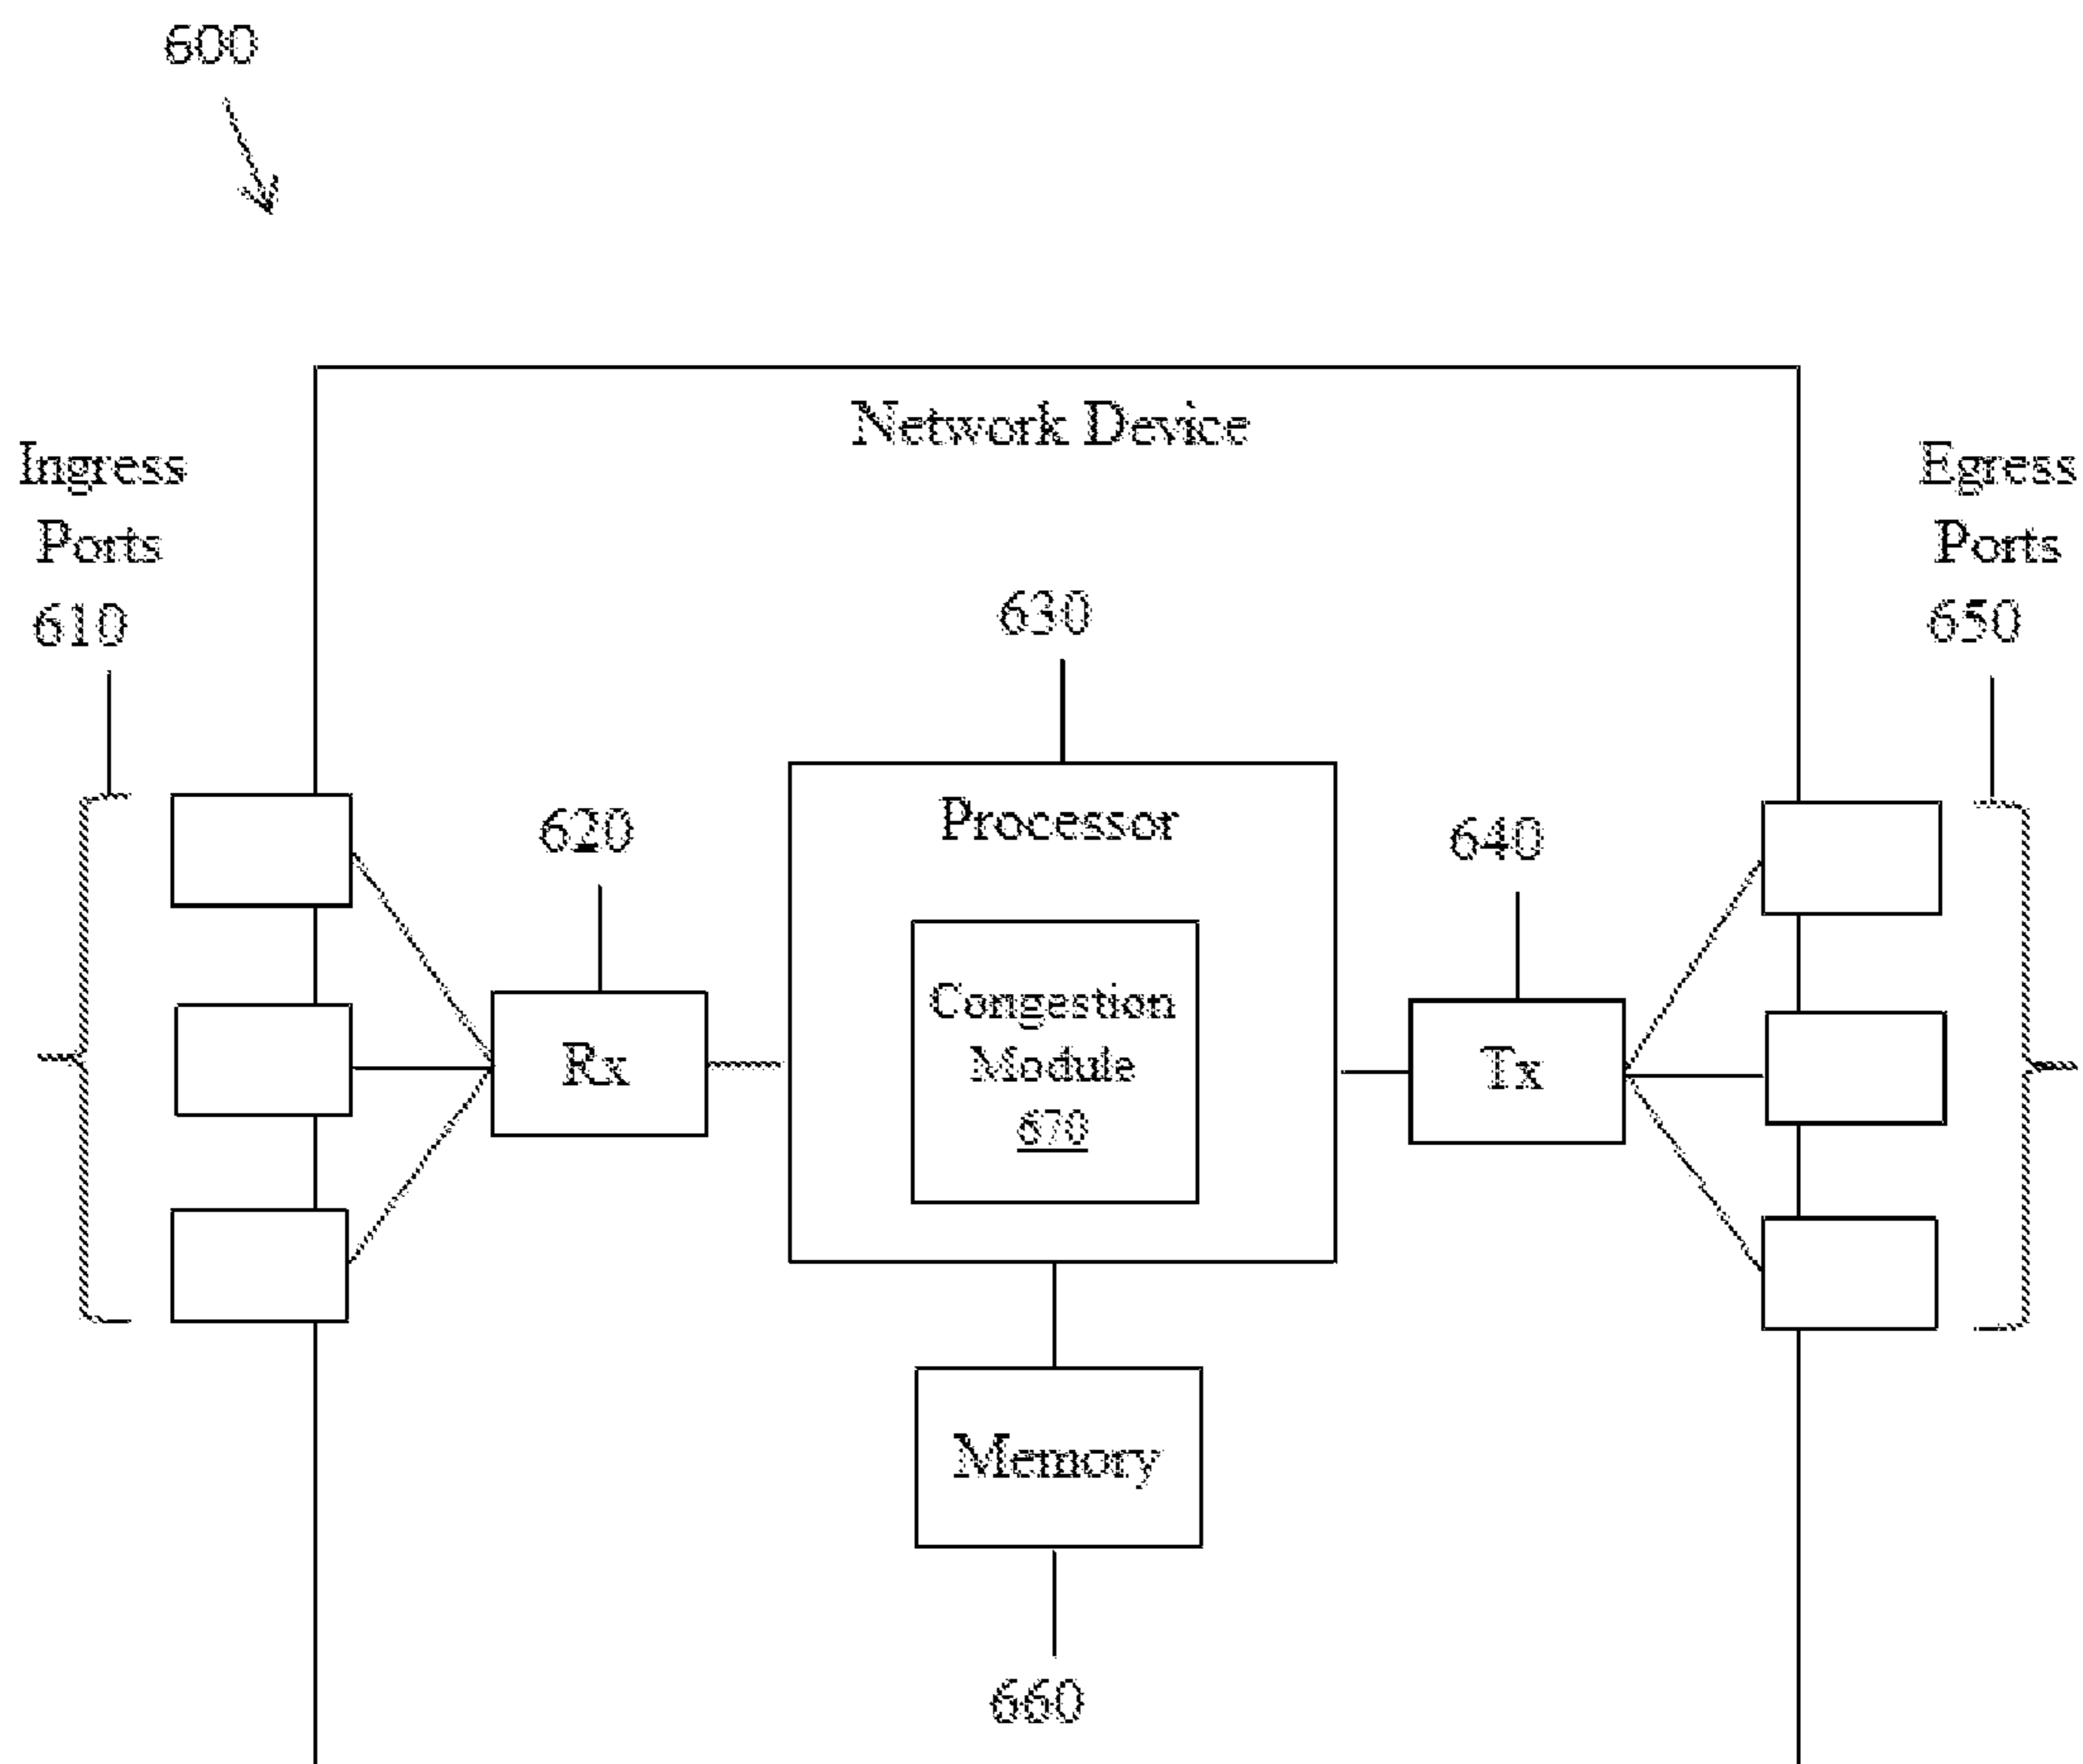 600
Network Device
Ingress
Ports
610
Egress
Ports
650
630
Processor
620
640
Congestion
Module
670
Rx
Tx
Memory
660